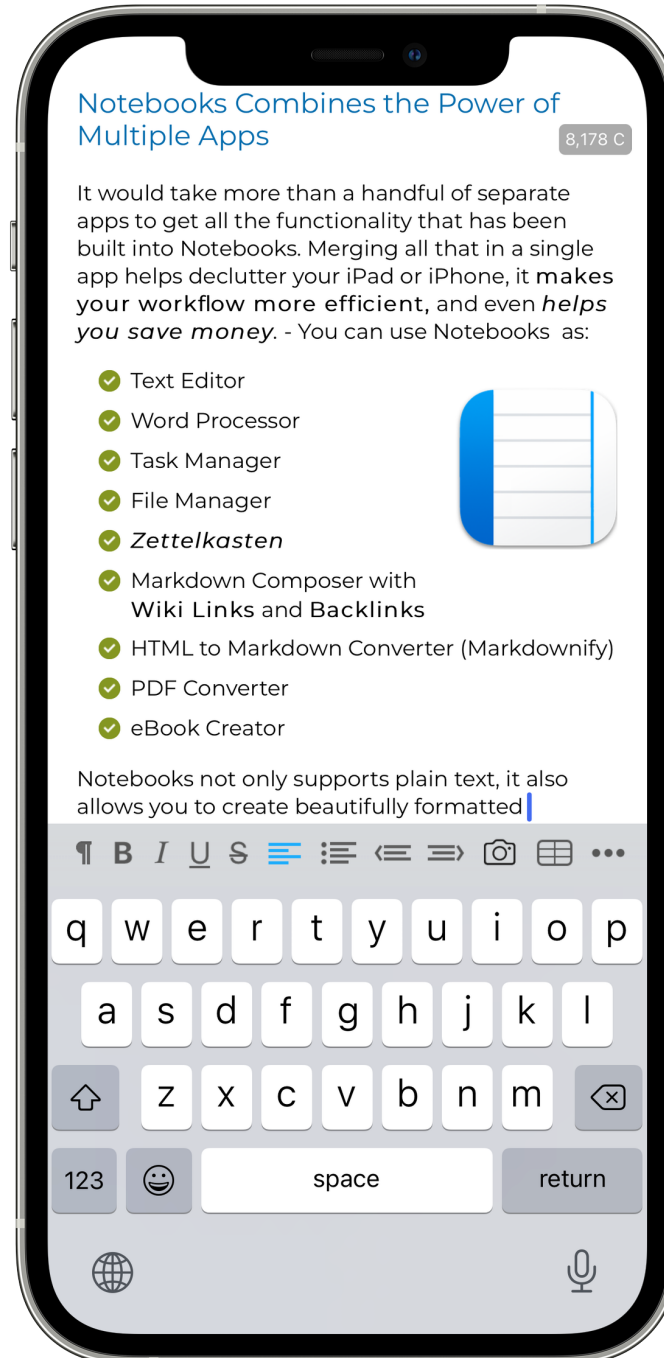 Notebooks Combines the Power of
Multiple Apps
8,178 C
It would take more than a handful of separate
apps to get all the functionality that has been
built into Notebooks. Merging all that in a single
app helps declutter your iPad or iPhone, it makes
your workflow more efficient, and even helps
you save money. - You can use Notebooks  as:
Text Editor
Word Processor
Task Manager
File Manager
Zettelkasten
Markdown Composer with
Wiki Links and Backlinks
HTML to Markdown Converter (Markdownify)
PDF Converter
eBook Creator
Notebooks not only supports plain text, it also
allows you to create beautifully formatted
¶ B I U S
q w e r t y u i o p
a s d f g h j k l
z x c v b n m
123 space return